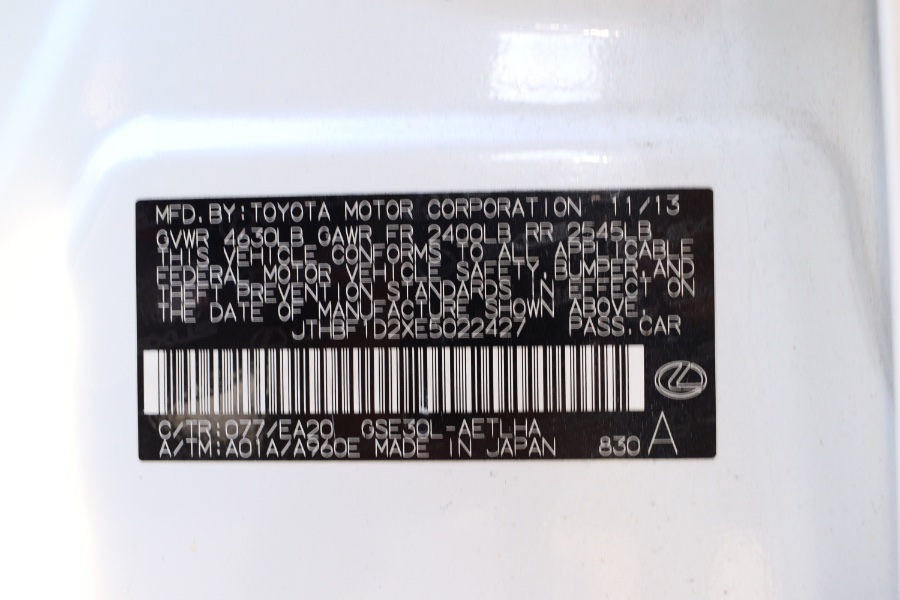 MFD. BY: TOYOTA MOTOR CORPORATION 11/13
GVWR 4630LB GAWR FR 2400LB RR 2545LB
THIS VEHICLE CONFORMS TO ALL APPLICABLE
FEDERAL MOTOR VEHICLE SAFETY, BUMPER, AND
THEFT PREVENTION STANDARDS IN EFFECT ON
THE DATE OF MANUFACTURE SHOWN ABOVE.
JTHBF1D2XE5022427 PASS. CAR
C/TR: 077/EA20 GSE30L-AETLHA
A/TM: A01A/A960E MADE IN JAPAN 830 A